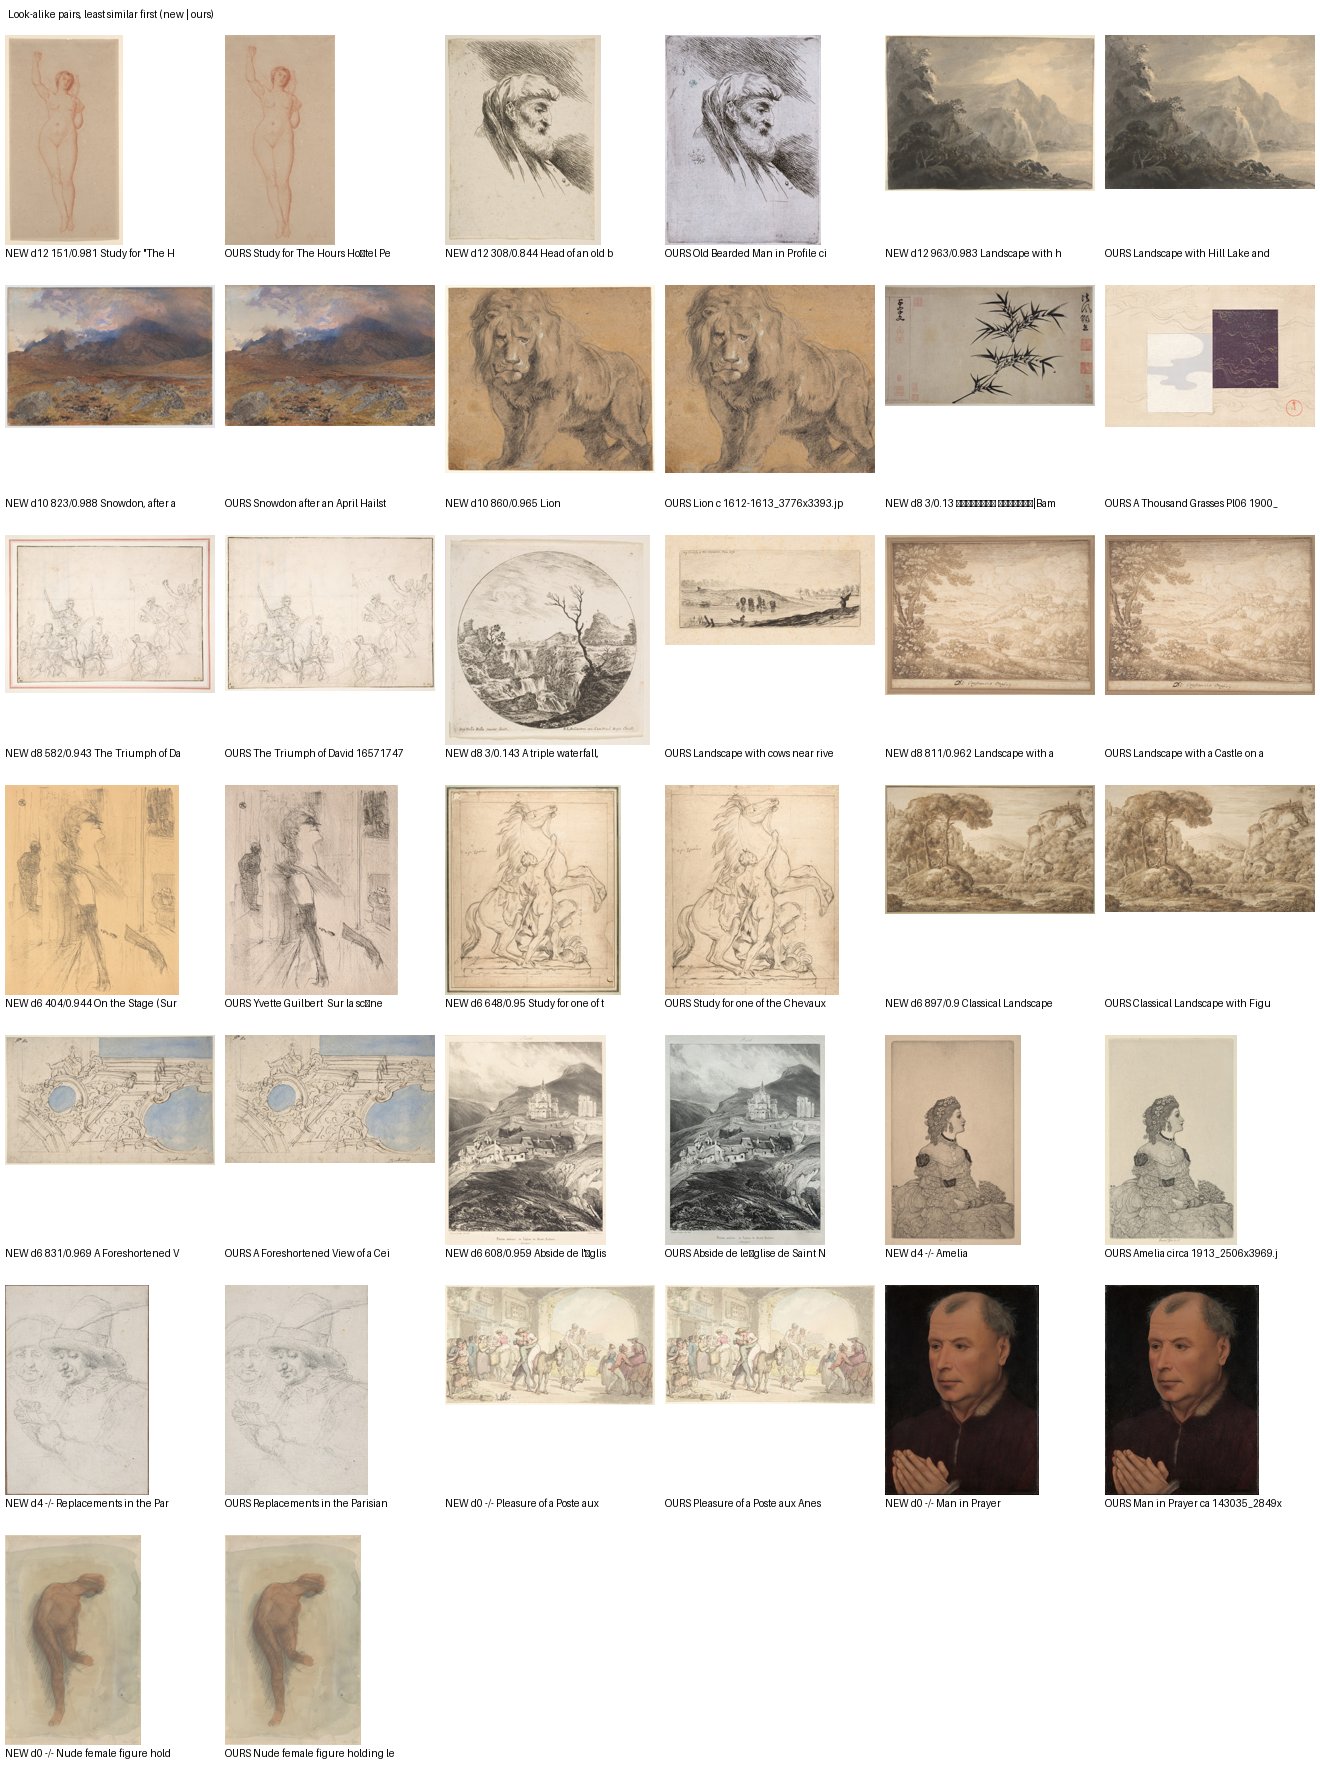 Look-alike pairs, least similar first (new | ours)
NEW d12 151/0.981 Study for "The H
OURS Study for The Hours Ho□tel Pe
NEW d12 308/0.844 Head of an old b
OURS Old Bearded Man in Profile ci
NEW d12 963/0.983 Landscape with h
OURS Landscape with Hill Lake and
NEW d10 823/0.988 Snowdon, after a
OURS Snowdon after an April Hailst
NEW d10 860/0.965 Lion
OURS Lion c 1612-1613_3776x3393.jp
NEW d8 3/0.13 □□□□□□□□ □□□□□□□|Bam
OURS A Thousand Grasses Pl06 1900_
NEW d8 582/0.943 The Triumph of Da
OURS The Triumph of David 16571747
NEW d8 3/0.143 A triple waterfall,
OURS Landscape with cows near rive
NEW d8 811/0.962 Landscape with a
OURS Landscape with a Castle on a
NEW d6 404/0.944 On the Stage (Sur
OURS Yvette Guilbert  Sur la sc□ne
NEW d6 648/0.95 Study for one of t
OURS Study for one of the Chevaux
NEW d6 897/0.9 Classical Landscape
OURS Classical Landscape with Figu
NEW d6 831/0.969 A Foreshortened V
OURS A Foreshortened View of a Cei
NEW d6 608/0.959 Abside de l'□glis
OURS Abside de le□glise de Saint N
NEW d4 -/- Amelia
OURS Amelia circa 1913_2506x3969.j
NEW d4 -/- Replacements in the Par
OURS Replacements in the Parisian
NEW d0 -/- Pleasure of a Poste aux
OURS Pleasure of a Poste aux Anes
NEW d0 -/- Man in Prayer
OURS Man in Prayer ca 143035_2849x
NEW d0 -/- Nude female figure hold
OURS Nude female figure holding le